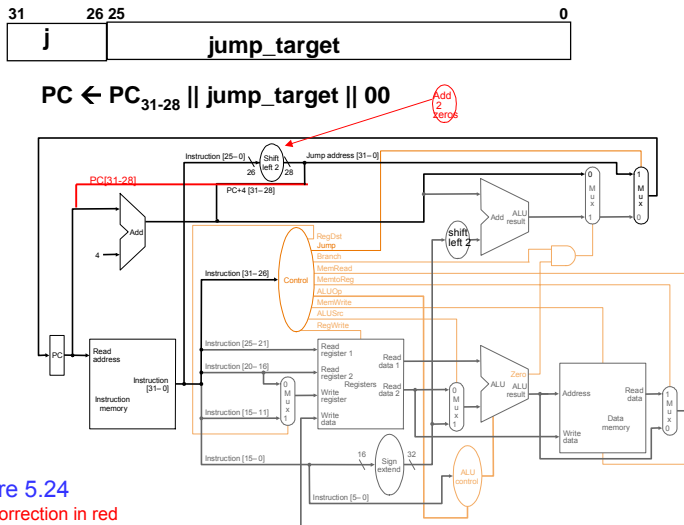 31 26 25 0
j jump_target
PC ← PC31-28 || jump_target || 00
Add
2
zeros
Instruction [25–0] Shift left 2 Jump address [31–0]
26 28
PC[31-28]
PC+4 [31–28]
Add
4
0 M u x 1
1 M u x 0
Add ALU result
shift left 2
RegDst
Jump
Branch
MemRead
MemtoReg
ALUOp
MemWrite
ALUSrc
RegWrite
Instruction [31–26]
Control
PC
Read address
Instruction [31–0]
Instruction memory
Instruction [25–21]
Instruction [20–16]
Instruction [15–11]
0 M u x 1
Read register 1
Read register 2
Write register
Write data
Registers
Read data 1
Read data 2
0 M u x 1
Zero
ALU ALU result
Address
Read data
Data memory
Write data
1 M u x 0
Instruction [15–0]
16 32
Sign extend
Instruction [5–0]
ALU control
re 5.24
orrection in red